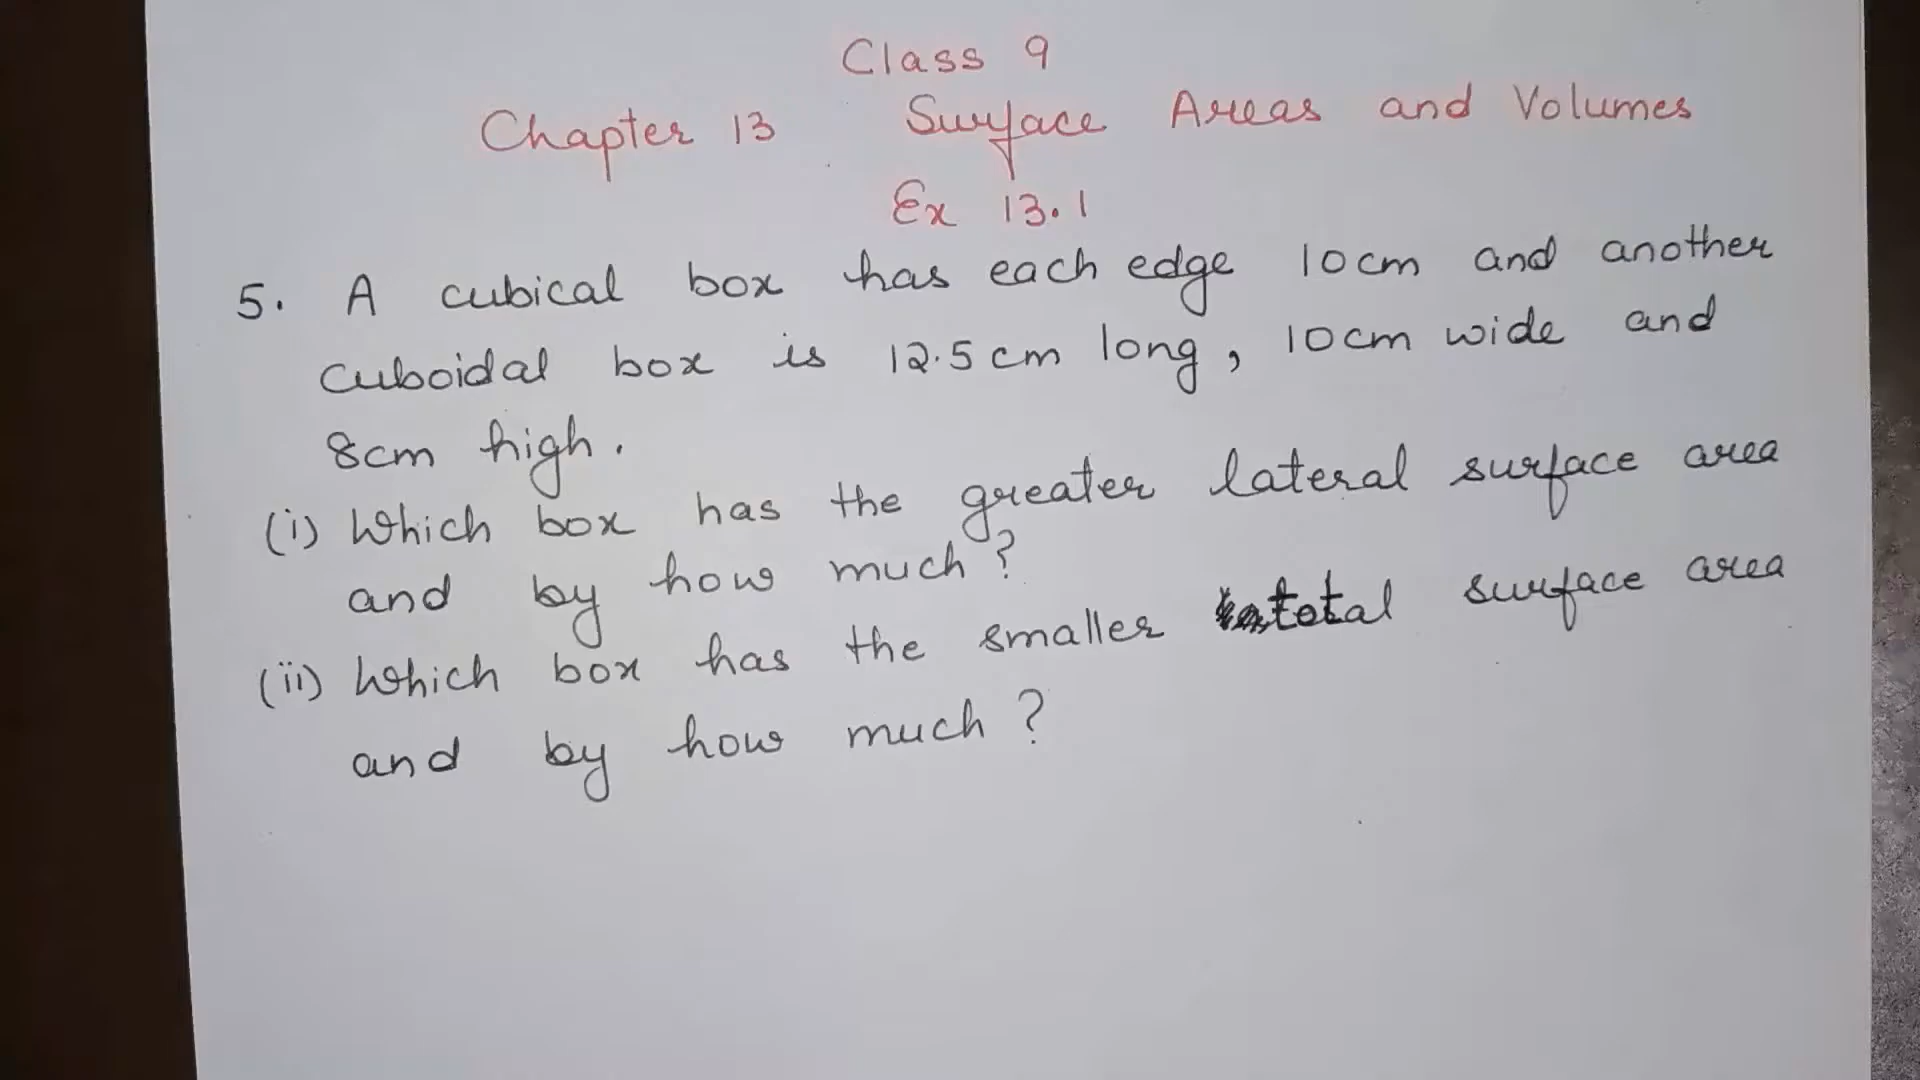 Class 9
Chapter 13 Surface Areas and Volumes
Ex 13.1
5. A cubical box has each edge 10cm and another
cuboidal box is 12.5cm long, 10cm wide and
8cm high.
(i) Which box has the greater lateral surface area
and by how much?
(ii) Which box has the smaller total surface area
and by how much?